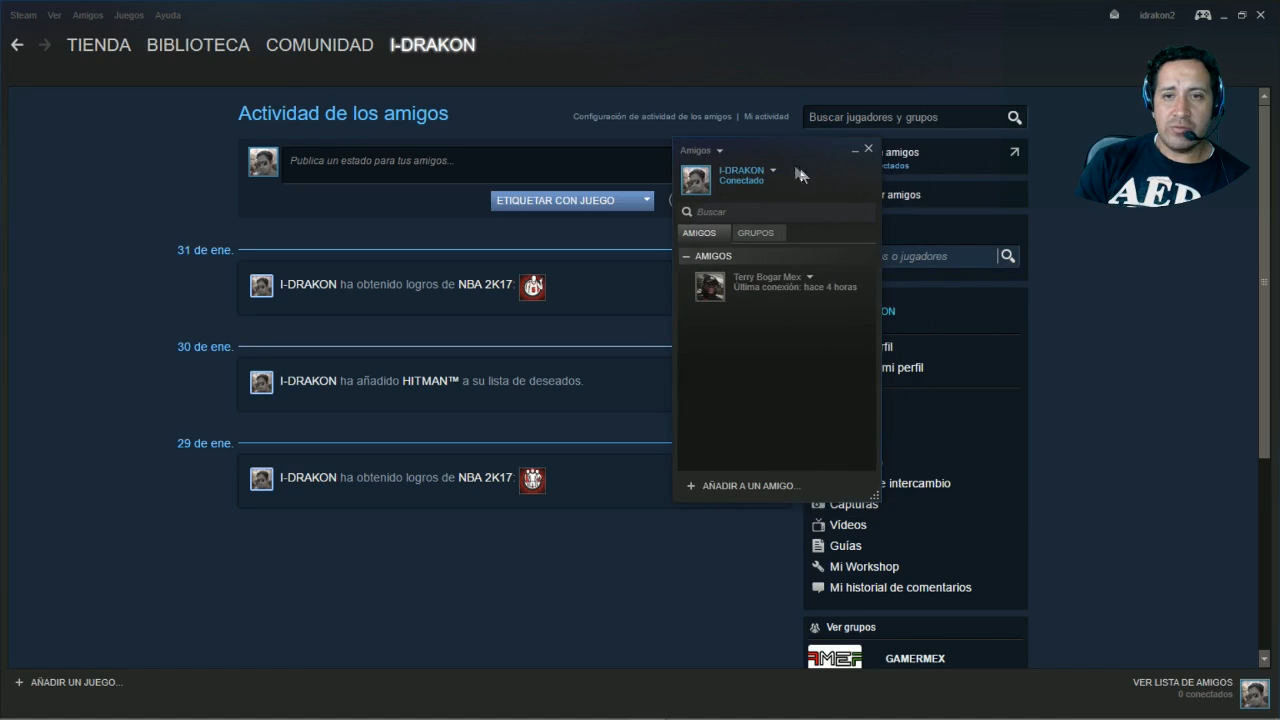 Steam Ver Amigos Juegos Ayuda
idrakon2
TIENDA BIBLIOTECA COMUNIDAD I-DRAKON
Actividad de los amigos
Configuración de actividad de los amigos | Mi actividad
Buscar jugadores y grupos
Publica un estado para tus amigos...
ETIQUETAR CON JUEGO
Amigos
I-DRAKON
Conectado
Buscar
AMIGOS GRUPOS
AMIGOS
Terry Bogar Mex
Última conexión: hace 4 horas
+ AÑADIR A UN AMIGO...
amigos
ctados
r amigos
s o jugadores
ON
rfil
mi perfil
e intercambio
Capturas
Vídeos
Guías
Mi Workshop
Mi historial de comentarios
Ver grupos
GAMERMEX
31 de ene.
I-DRAKON ha obtenido logros de NBA 2K17:
30 de ene.
I-DRAKON ha añadido HITMAN™ a su lista de deseados.
29 de ene.
I-DRAKON ha obtenido logros de NBA 2K17:
+ AÑADIR UN JUEGO...
VER LISTA DE AMIGOS
0 conectados